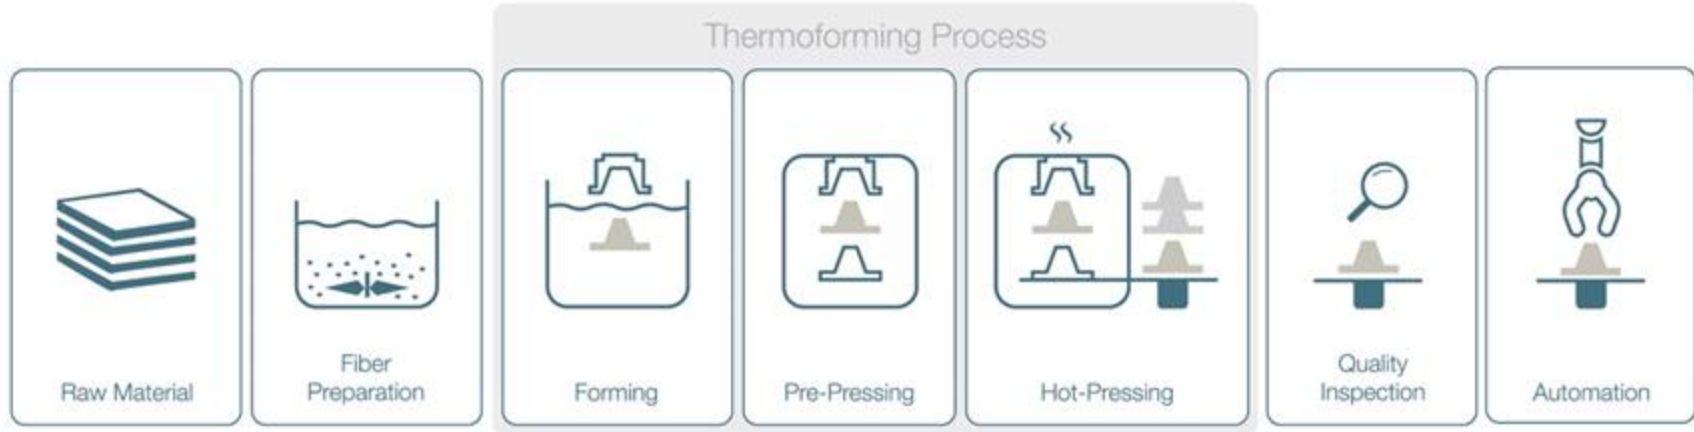 Thermoforming Process
Raw Material
Fiber
Preparation
Forming
Pre-Pressing
Hot-Pressing
Quality
Inspection
Automation